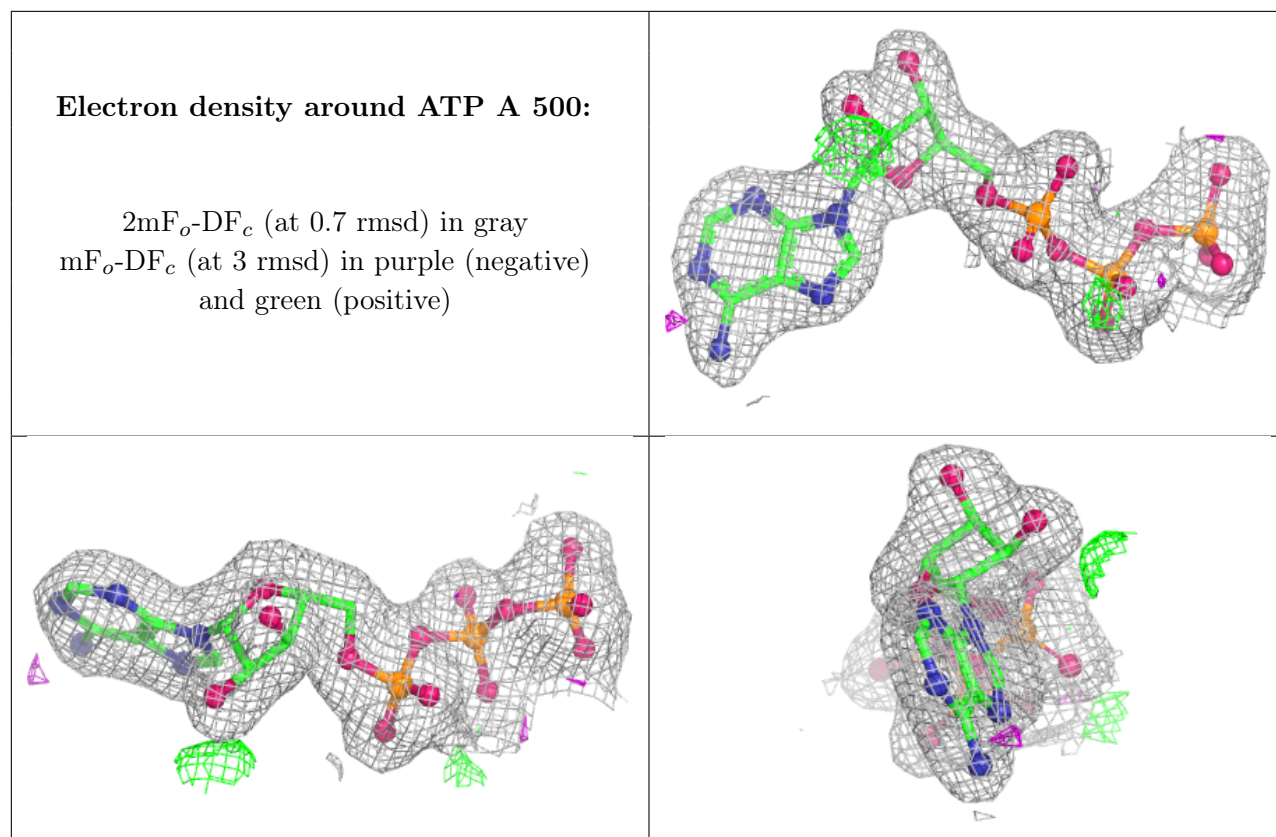 Electron density around ATP A 500:
2mFo-DFc (at 0.7 rmsd) in gray
mFo-DFc (at 3 rmsd) in purple (negative)
and green (positive)